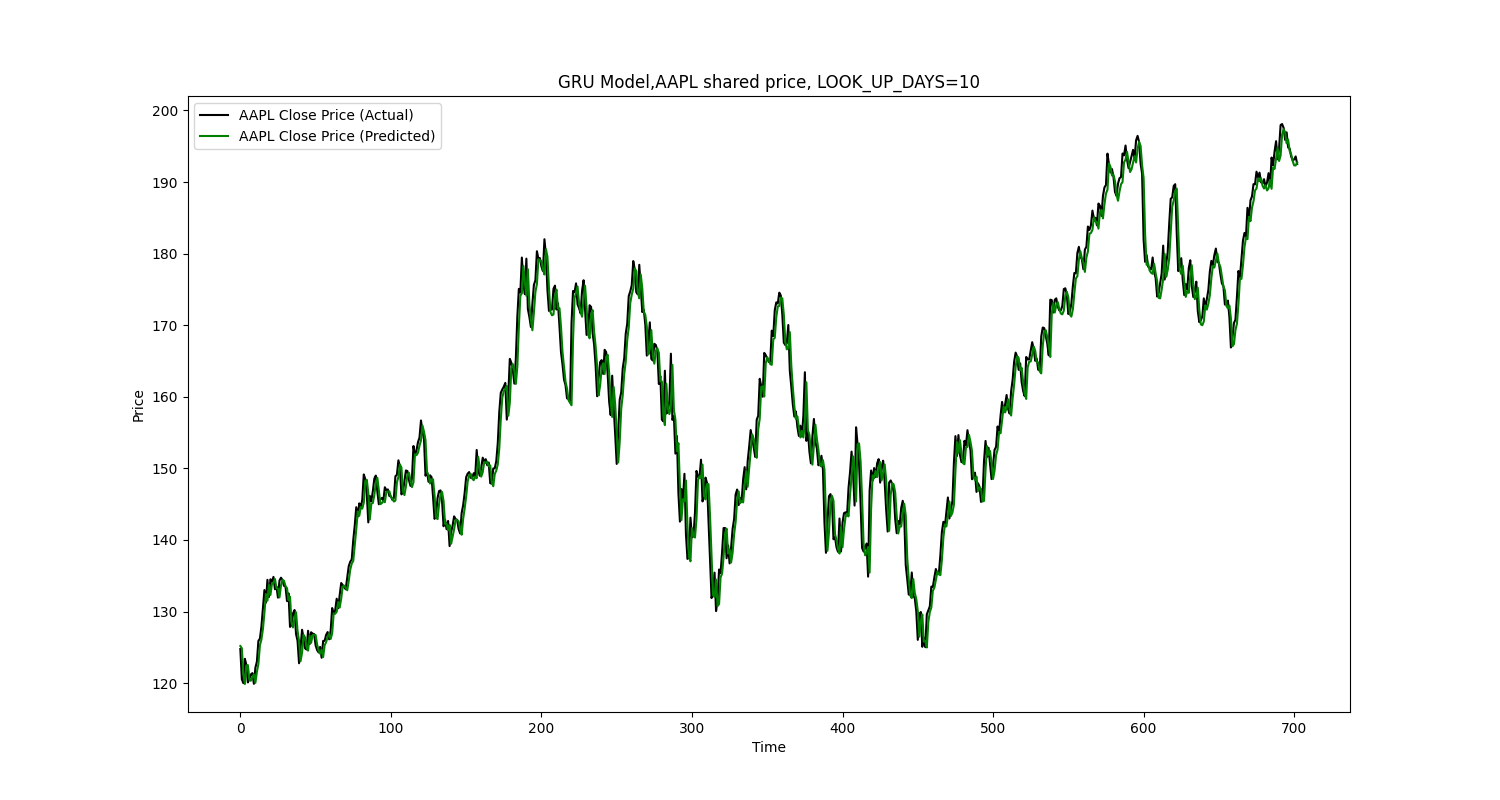 GRU Model,AAPL shared price, LOOK_UP_DAYS=10
AAPL Close Price (Actual)
AAPL Close Price (Predicted)
200
190
180
170
160
150
140
130
120
Price
0 100 200 300 400 500 600 700
Time